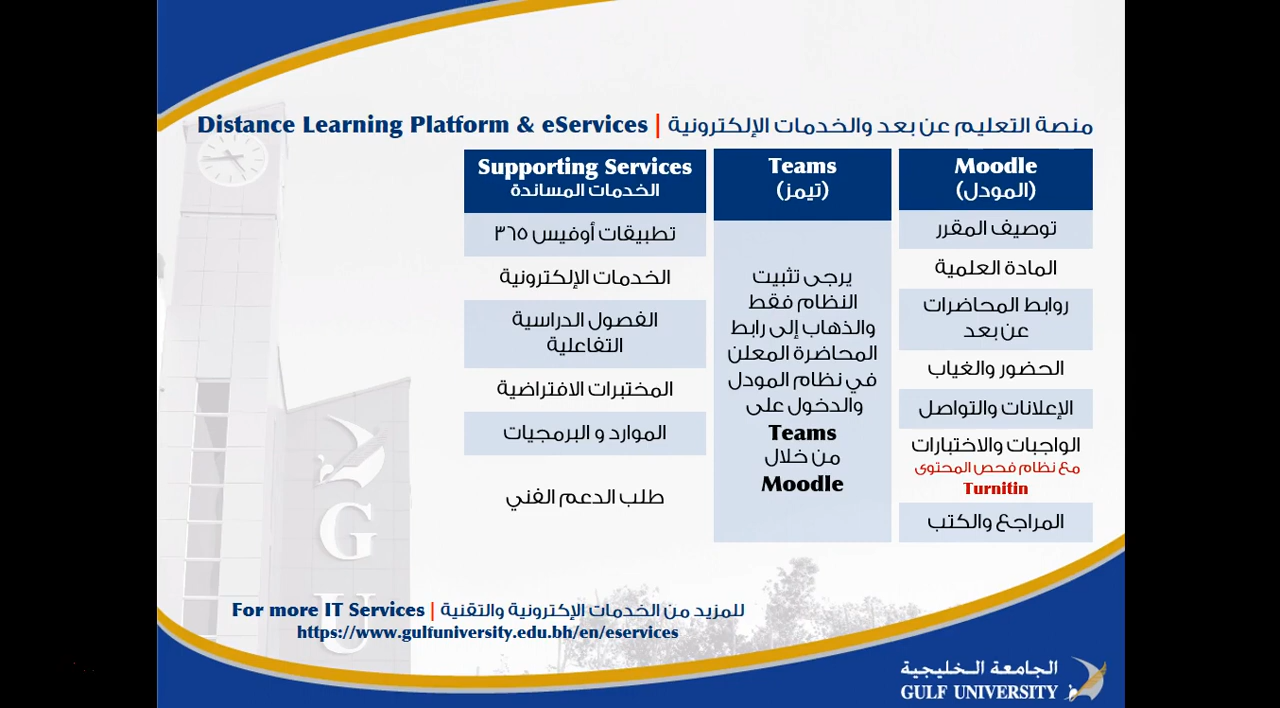 Distance Learning Platform & eServices | منصة التعليم عن بعد والخدمات الإلكترونية
Moodle
(المودل)
توصيف المقرر
المادة العلمية
روابط المحاضرات
عن بعد
الحضور والغياب
الإعلانات والتواصل
الواجبات والاختبارات
مع نظام فحص المحتوى
Turnitin
المراجع والكتب
Teams
(تيمز)
يرجى تثبيت
النظام فقط
والذهاب إلى رابط
المحاضرة المعلن
في نظام المودل
والدخول على
Teams
من خلال
Moodle
Supporting Services
الخدمات المساندة
تطبيقات أوفيس ٣٦٥
الخدمات الإلكترونية
الفصول الدراسية
التفاعلية
المختبرات الافتراضية
الموارد و البرمجيات
طلب الدعم الفني
G
U
For more IT Services | للمزيد من الخدمات الإكترونية والتقنية
https://www.gulfuniversity.edu.bh/en/eservices
الجامعة الخليجية
GULF UNIVERSITY